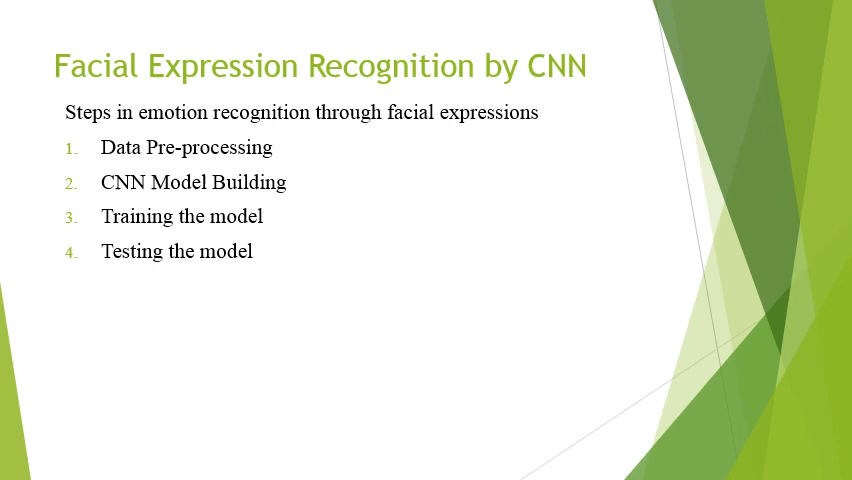 Facial Expression Recognition by CNN
Steps in emotion recognition through facial expressions
1. Data Pre-processing
2. CNN Model Building
3. Training the model
4. Testing the model